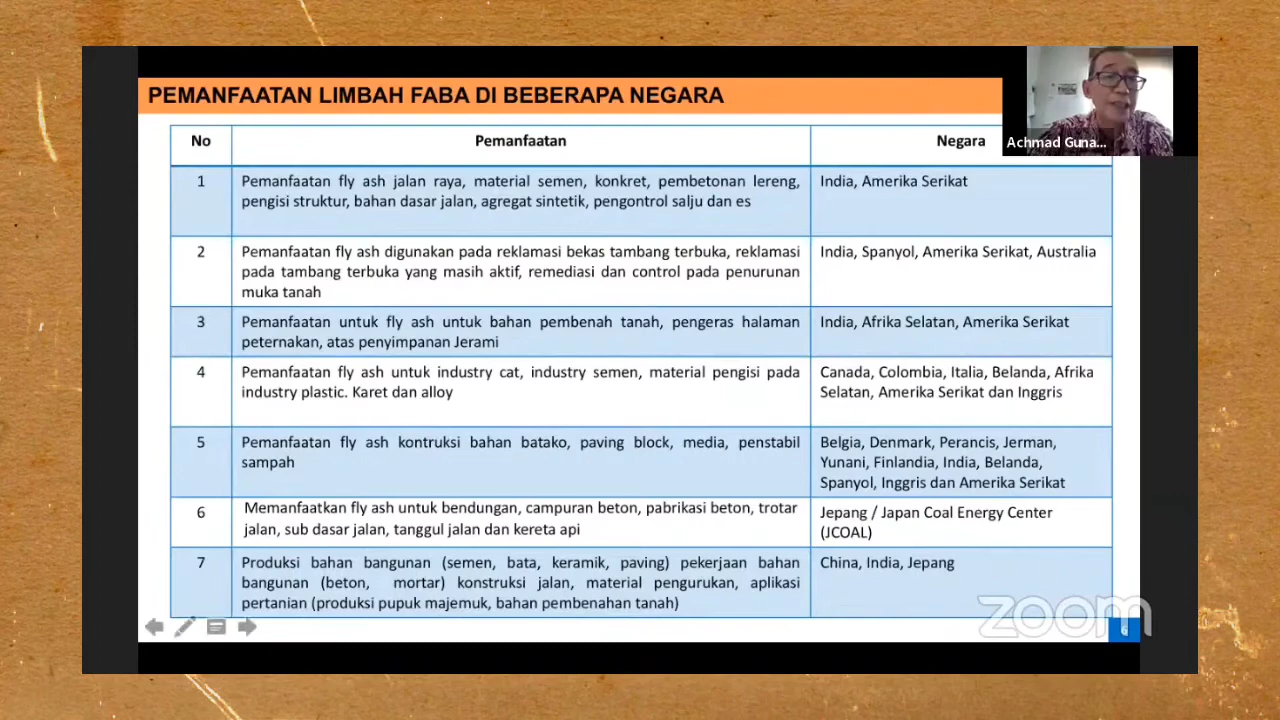 PEMANFAATAN LIMBAH FABA DI BEBERAPA NEGARA
Achmad Guna...
No Pemanfaatan Negara
1 Pemanfaatan fly ash jalan raya, material semen, konkret, pembetonan lereng, India, Amerika Serikat
pengisi struktur, bahan dasar jalan, agregat sintetik, pengontrol salju dan es
2 Pemanfaatan fly ash digunakan pada reklamasi bekas tambang terbuka, reklamasi India, Spanyol, Amerika Serikat, Australia
pada tambang terbuka yang masih aktif, remediasi dan control pada penurunan
muka tanah
3 Pemanfaatan untuk fly ash untuk bahan pembenah tanah, pengeras halaman India, Afrika Selatan, Amerika Serikat
peternakan, atas penyimpanan Jerami
4 Pemanfaatan fly ash untuk industry cat, industry semen, material pengisi pada Canada, Colombia, Italia, Belanda, Afrika
industry plastic. Karet dan alloy Selatan, Amerika Serikat dan Inggris
5 Pemanfaatan fly ash kontruksi bahan batako, paving block, media, penstabil Belgia, Denmark, Perancis, Jerman,
sampah Yunani, Finlandia, India, Belanda,
Spanyol, Inggris dan Amerika Serikat
6 Memanfaatkan fly ash untuk bendungan, campuran beton, pabrikasi beton, trotar Jepang / Japan Coal Energy Center
jalan, sub dasar jalan, tanggul jalan dan kereta api (JCOAL)
7 Produksi bahan bangunan (semen, bata, keramik, paving) pekerjaan bahan China, India, Jepang
bangunan (beton, mortar) konstruksi jalan, material pengurukan, aplikasi
pertanian (produksi pupuk majemuk, bahan pembenahan tanah)
zoom
6